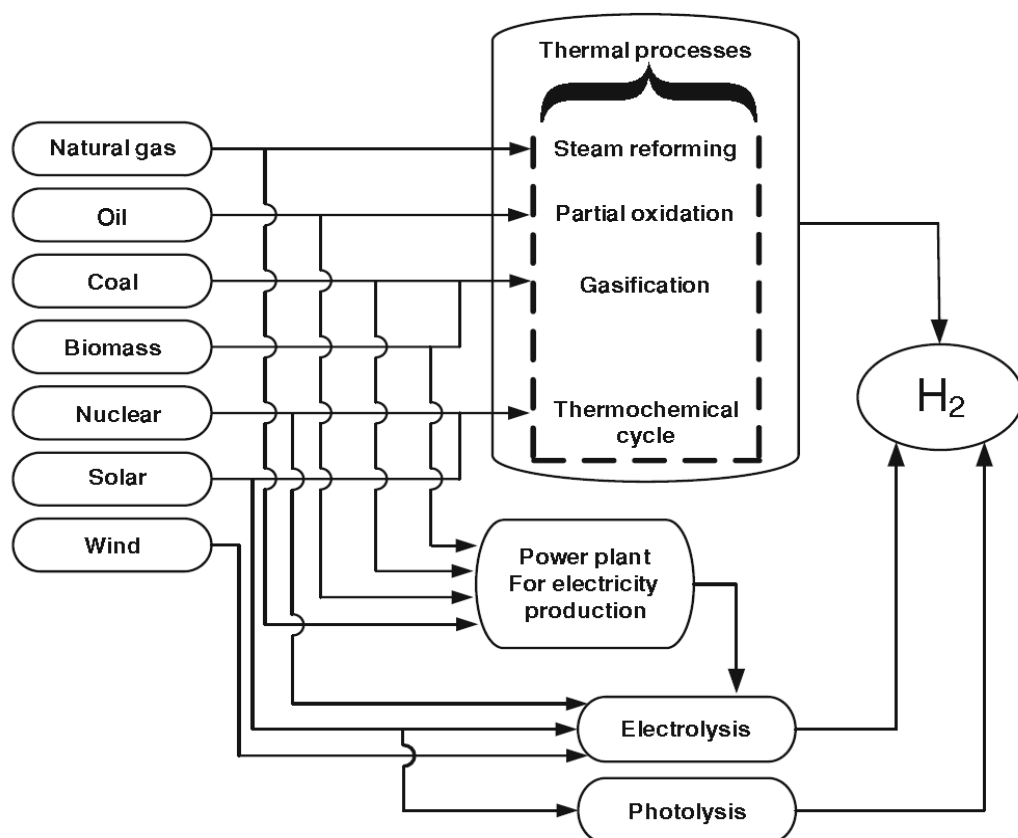 Thermal processes
Natural gas
Steam reforming
Oil
Partial oxidation
Coal
Gasification
Biomass
Nuclear
Thermochemical
cycle
H₂
Solar
Wind
Power plant
For electricity
production
Electrolysis
Photolysis